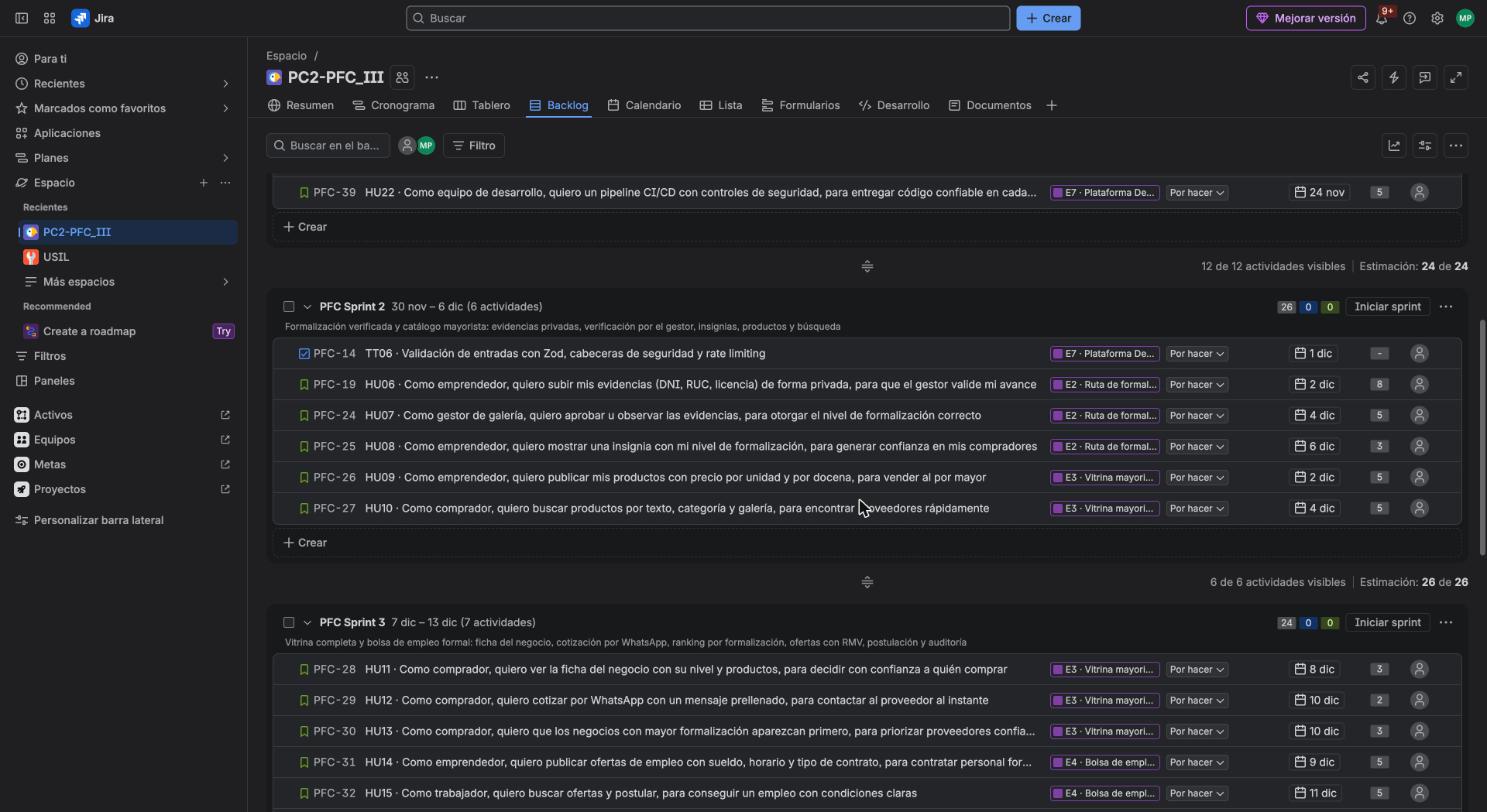 Jira
Buscar
Crear
Mejorar versión
9+
MP
Para ti
Recientes
Marcados como favoritos
Aplicaciones
Planes
Espacio
Recientes
PC2-PFC_III
USIL
Más espacios
Recommended
Create a roadmap Try
Filtros
Paneles
Activos
Equipos
Metas
Proyectos
Personalizar barra lateral
Espacio /
PC2-PFC_III
Resumen Cronograma Tablero Backlog Calendario Lista Formularios Desarrollo Documentos
Buscar en el ba... MP Filtro
PFC-39 HU22 · Como equipo de desarrollo, quiero un pipeline CI/CD con controles de seguridad, para entregar código confiable en cada... E7 · Plataforma De... Por hacer 24 nov 5
Crear
12 de 12 actividades visibles Estimación: 24 de 24
PFC Sprint 2 30 nov – 6 dic (6 actividades) 26 0 0 Iniciar sprint
Formalización verificada y catálogo mayorista: evidencias privadas, verificación por el gestor, insignias, productos y búsqueda
PFC-14 TT06 · Validación de entradas con Zod, cabeceras de seguridad y rate limiting E7 · Plataforma De... Por hacer 1 dic -
PFC-19 HU06 · Como emprendedor, quiero subir mis evidencias (DNI, RUC, licencia) de forma privada, para que el gestor valide mi avance E2 · Ruta de formal... Por hacer 2 dic 8
PFC-24 HU07 · Como gestor de galería, quiero aprobar u observar las evidencias, para otorgar el nivel de formalización correcto E2 · Ruta de formal... Por hacer 4 dic 5
PFC-25 HU08 · Como emprendedor, quiero mostrar una insignia con mi nivel de formalización, para generar confianza en mis compradores E2 · Ruta de formal... Por hacer 6 dic 3
PFC-26 HU09 · Como emprendedor, quiero publicar mis productos con precio por unidad y por docena, para vender al por mayor E3 · Vitrina mayori... Por hacer 2 dic 5
PFC-27 HU10 · Como comprador, quiero buscar productos por texto, categoría y galería, para encontrar proveedores rápidamente E3 · Vitrina mayori... Por hacer 4 dic 5
Crear
6 de 6 actividades visibles Estimación: 26 de 26
PFC Sprint 3 7 dic – 13 dic (7 actividades) 24 0 0 Iniciar sprint
Vitrina completa y bolsa de empleo formal: ficha del negocio, cotización por WhatsApp, ranking por formalización, ofertas con RMV, postulación y auditoría
PFC-28 HU11 · Como comprador, quiero ver la ficha del negocio con su nivel y productos, para decidir con confianza a quién comprar E3 · Vitrina mayori... Por hacer 8 dic 3
PFC-29 HU12 · Como comprador, quiero cotizar por WhatsApp con un mensaje prellenado, para contactar al proveedor al instante E3 · Vitrina mayori... Por hacer 10 dic 2
PFC-30 HU13 · Como comprador, quiero que los negocios con mayor formalización aparezcan primero, para priorizar proveedores confia... E3 · Vitrina mayori... Por hacer 10 dic 3
PFC-31 HU14 · Como emprendedor, quiero publicar ofertas de empleo con sueldo, horario y tipo de contrato, para contratar personal for... E4 · Bolsa de empl... Por hacer 9 dic 5
PFC-32 HU15 · Como trabajador, quiero buscar ofertas y postular, para conseguir un empleo con condiciones claras E4 · Bolsa de empl... Por hacer 11 dic 5